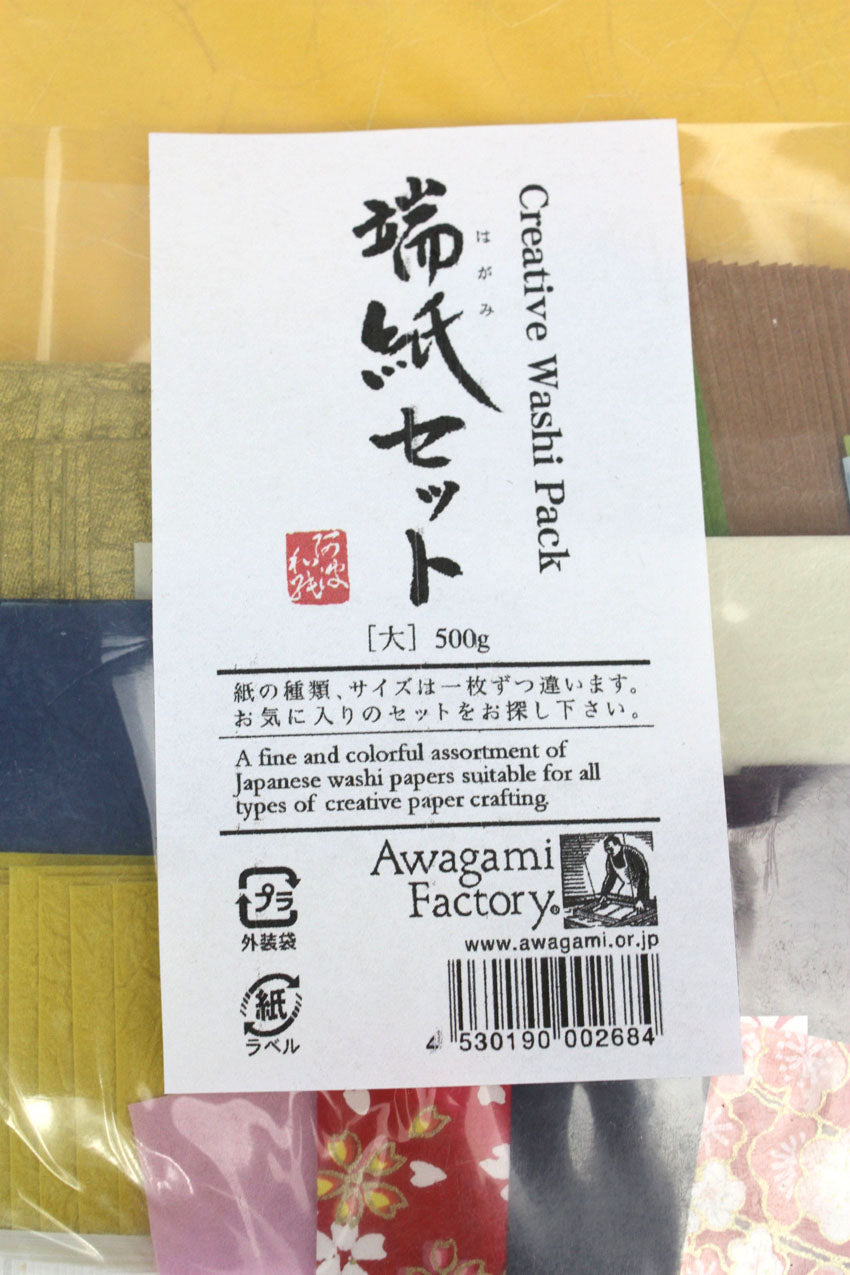 Creative Washi Pack
端紙セット
はがみ
阿波
和紙
［大］ 500g
紙の種類、サイズは一枚ずつ違います。
お気に入りのセットをお探し下さい。
A fine and colorful assortment of
Japanese washi papers suitable for all
types of creative paper crafting.
Awagami
Factory®
www.awagami.or.jp
プラ
外装袋
紙
ラベル
4 530190 002684